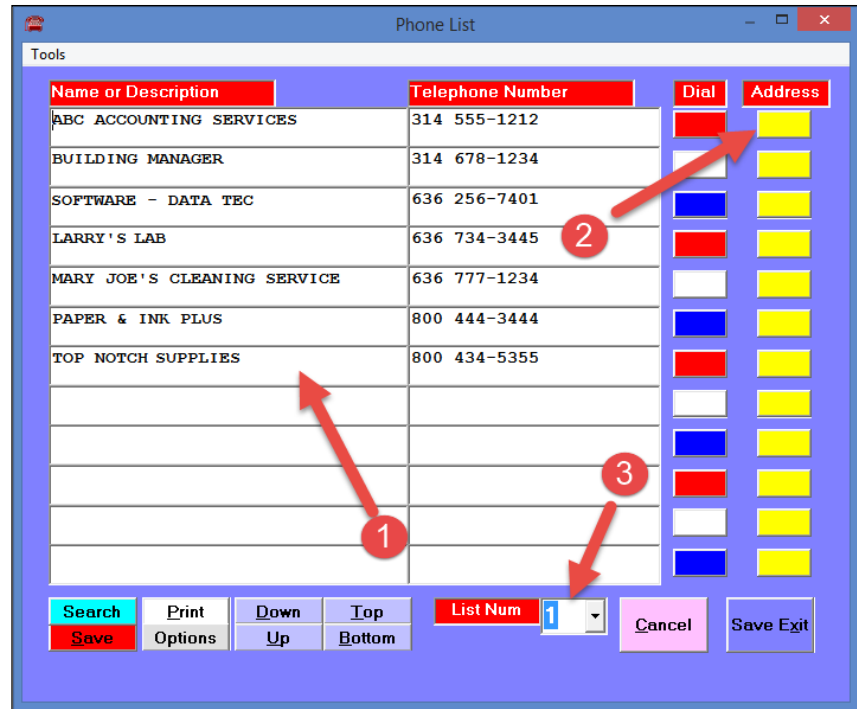 Phone List
Tools
Name or Description Telephone Number Dial Address
ABC ACCOUNTING SERVICES 314 555-1212
BUILDING MANAGER 314 678-1234
SOFTWARE - DATA TEC 636 256-7401
2
LARRY'S LAB 636 734-3445
MARY JOE'S CLEANING SERVICE 636 777-1234
PAPER & INK PLUS 800 444-3444
TOP NOTCH SUPPLIES 800 434-5355
3
1
Search Print Down Top List Num 1 Cancel Save Exit
Save Options Up Bottom